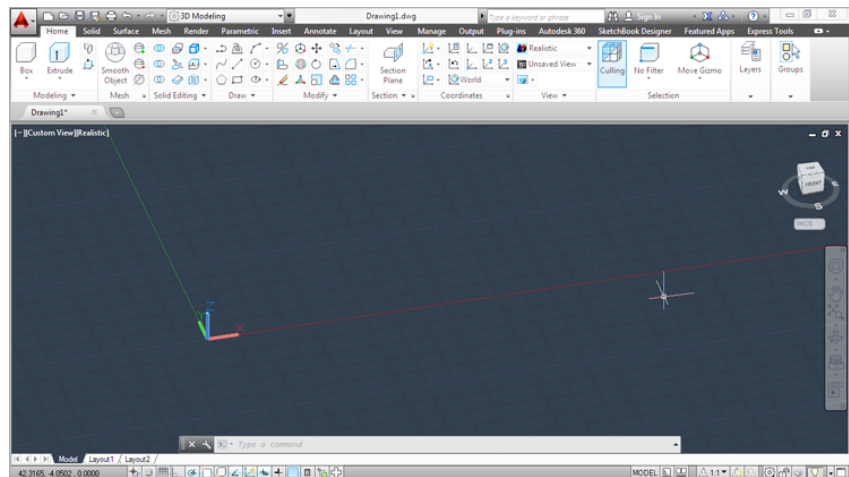 3D Modeling Drawing1.dwg Type a keyword or phrase Sign In
Home Solid Surface Mesh Render Parametric Insert Annotate Layout View Manage Output Plug-ins Autodesk 360 SketchBook Designer Featured Apps Express Tools
Realistic
Unsaved View
World
Box Extrude Smooth Object Section Plane Culling No Filter Move Gizmo Layers Groups
Modeling Mesh Solid Editing Draw Modify Section Coordinates View Selection
Drawing1*
[−][Custom View][Realistic]
TOP
FRONT
W E
S
WCS
Z
Y X
Type a command
Model Layout1 Layout2
42.3165, -4.0502, 0.0000 MODEL 1:1